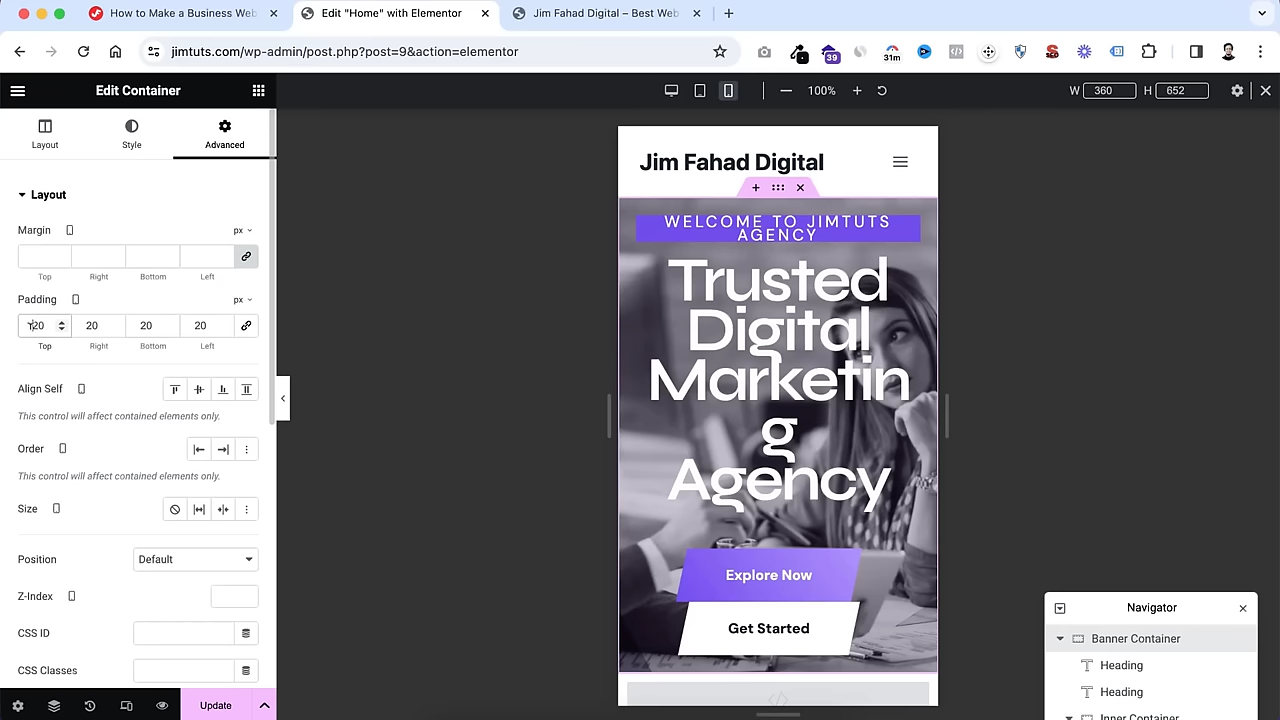 How to Make a Business Web
Edit "Home" with Elementor
Jim Fahad Digital – Best Web
jimtuts.com/wp-admin/post.php?post=9&action=elementor
39
31m
Edit Container
100%
W 360 H 652
Layout Style Advanced
Layout
Margin px
Top Right Bottom Left
Padding px
20 20 20 20
Top Right Bottom Left
Align Self
This control will affect contained elements only.
Order
This control will affect contained elements only.
Size
Position Default
Z-Index
CSS ID
CSS Classes
Update
Jim Fahad Digital
WELCOME TO JIMTUTS
AGENCY
Trusted
Digital
Marketin
g
Agency
Explore Now
Get Started
Navigator
Banner Container
Heading
Heading
Inner Container